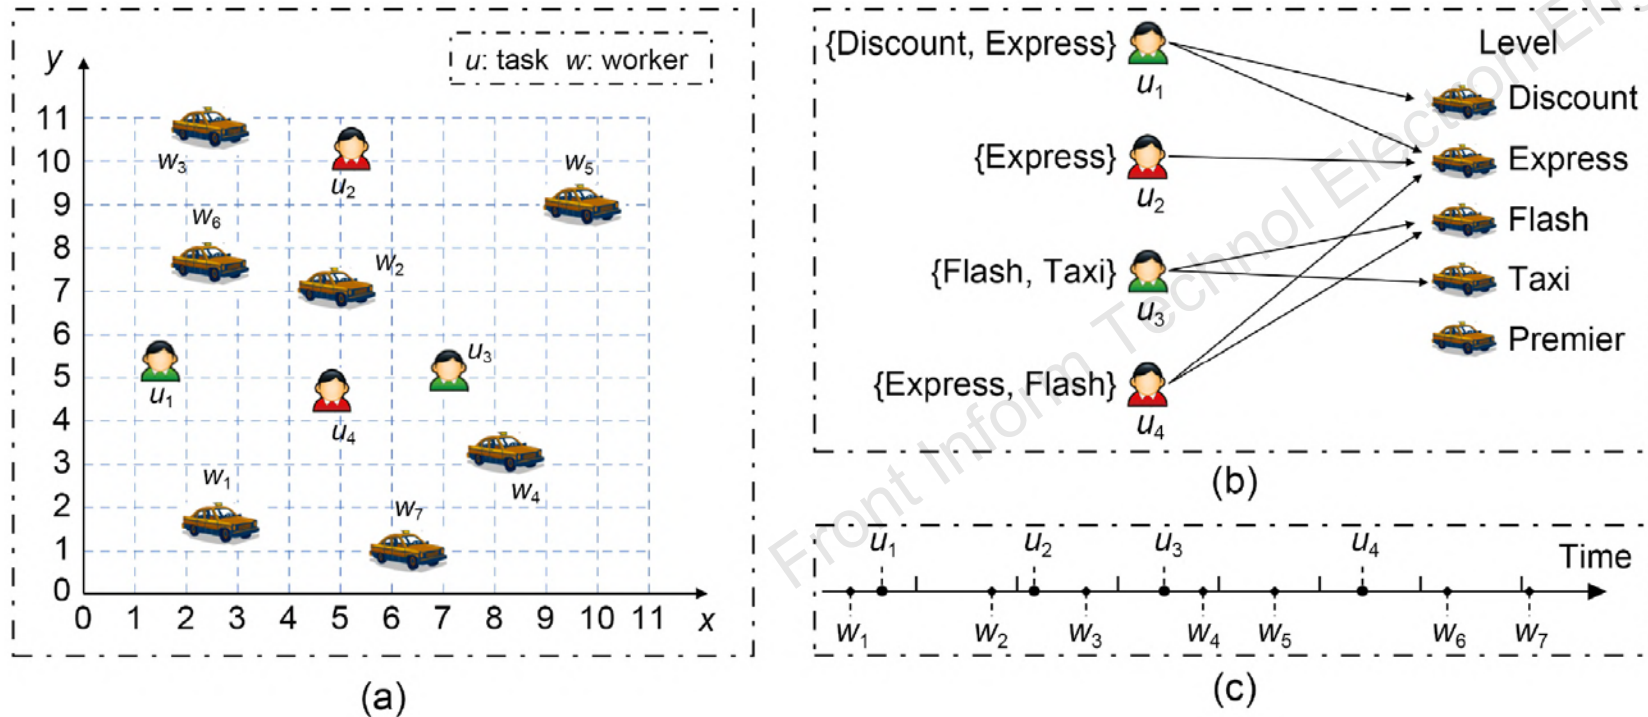 y
u: task w: worker
11
10
9
8
7
6
5
4
3
2
1
0
w3
u2
w5
w6
w2
u1
u3
u4
w1
w4
w7
0 1 2 3 4 5 6 7 8 9 10 11 x
(a)
Level
{Discount, Express}
u1
Discount
{Express}
u2
Express
Flash
{Flash, Taxi}
u3
Taxi
Premier
{Express, Flash}
u4
(b)
u1 u2 u3 u4 Time
w1 w2 w3 w4 w5 w6 w7
(c)
Front Inform Technol Electron Eng